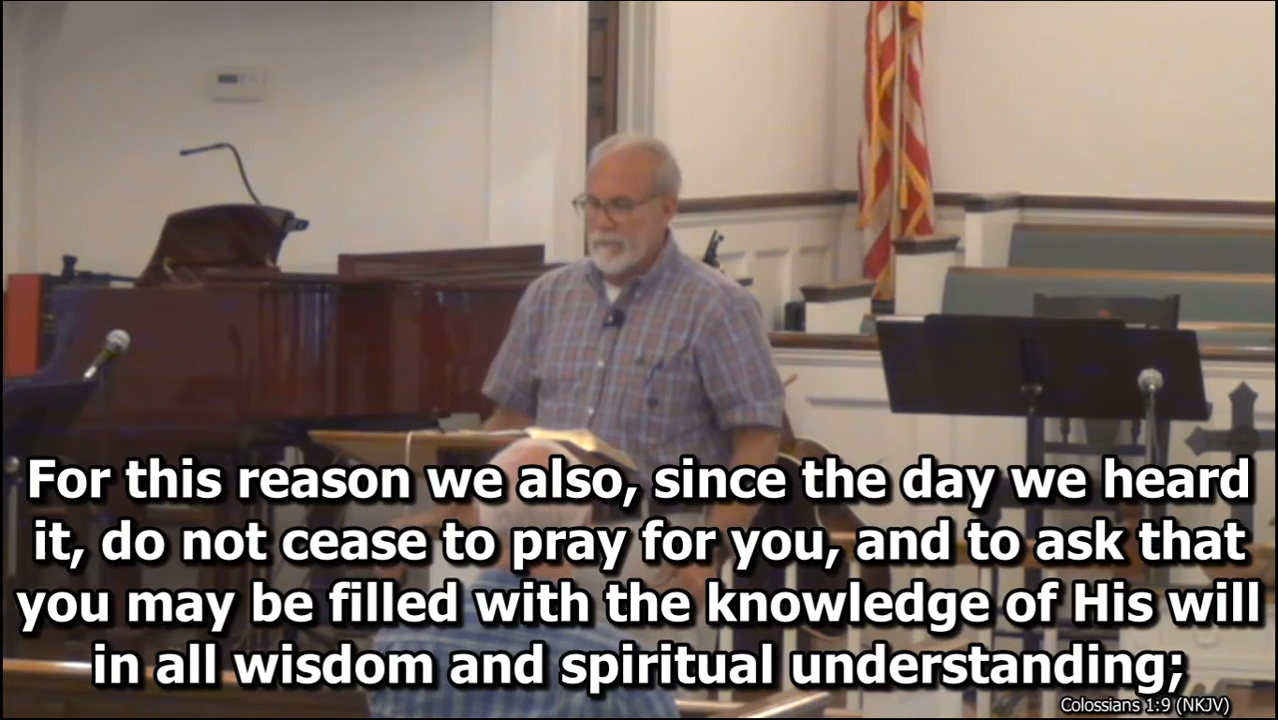 For this reason we also, since the day we heard
it, do not cease to pray for you, and to ask that
you may be filled with the knowledge of His will
in all wisdom and spiritual understanding;
Colossians 1:9 (NKJV)